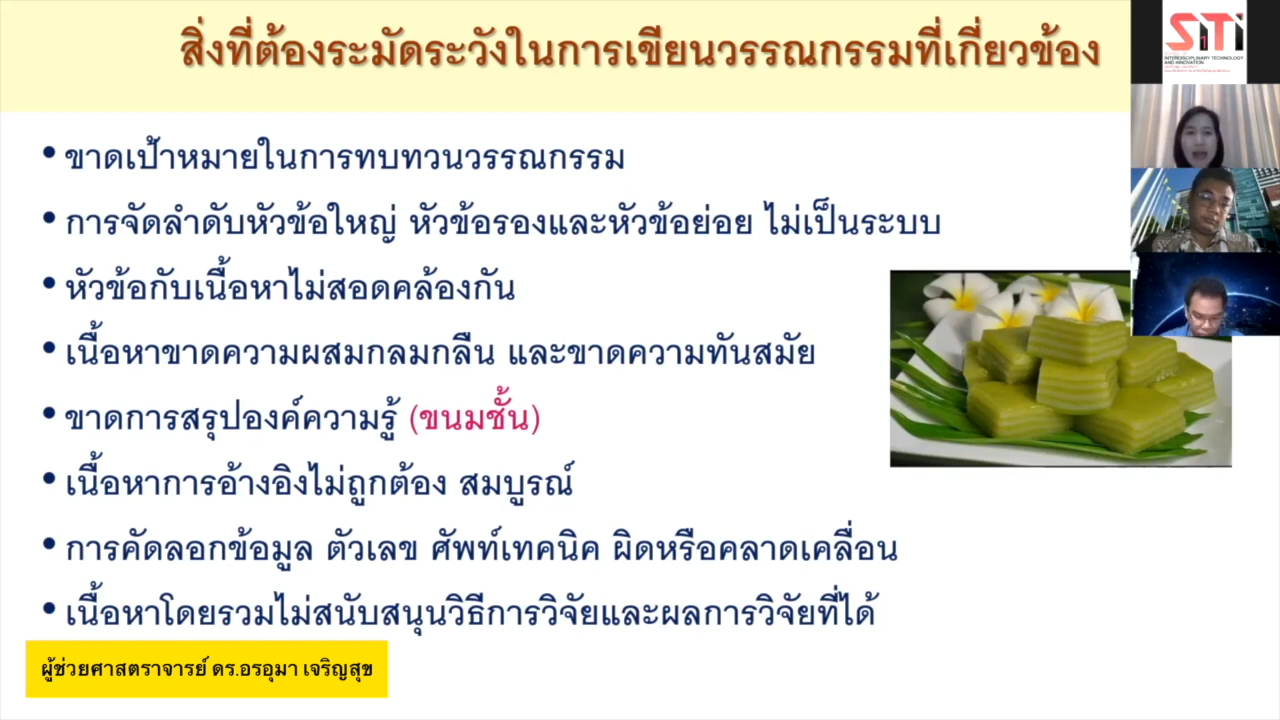 สิ่งที่ต้องระมัดระวังในการเขียนวรรณกรรมที่เกี่ยวข้อง
• ขาดเป้าหมายในการทบทวนวรรณกรรม
• การจัดลำดับหัวข้อใหญ่ หัวข้อรองและหัวข้อย่อย ไม่เป็นระบบ
• หัวข้อกับเนื้อหาไม่สอดคล้องกัน
• เนื้อหาขาดความผสมกลมกลืน และขาดความทันสมัย
• ขาดการสรุปองค์ความรู้ (ขนมชั้น)
• เนื้อหาการอ้างอิงไม่ถูกต้อง สมบูรณ์
• การคัดลอกข้อมูล ตัวเลข ศัพท์เทคนิค ผิดหรือคลาดเคลื่อน
• เนื้อหาโดยรวมไม่สนับสนุนวิธีการวิจัยและผลการวิจัยที่ได้
ผู้ช่วยศาสตราจารย์ ดร.อรอุมา เจริญสุข
SiTi
INTERDISCIPLINARY TECHNOLOGY
AND INNOVATION